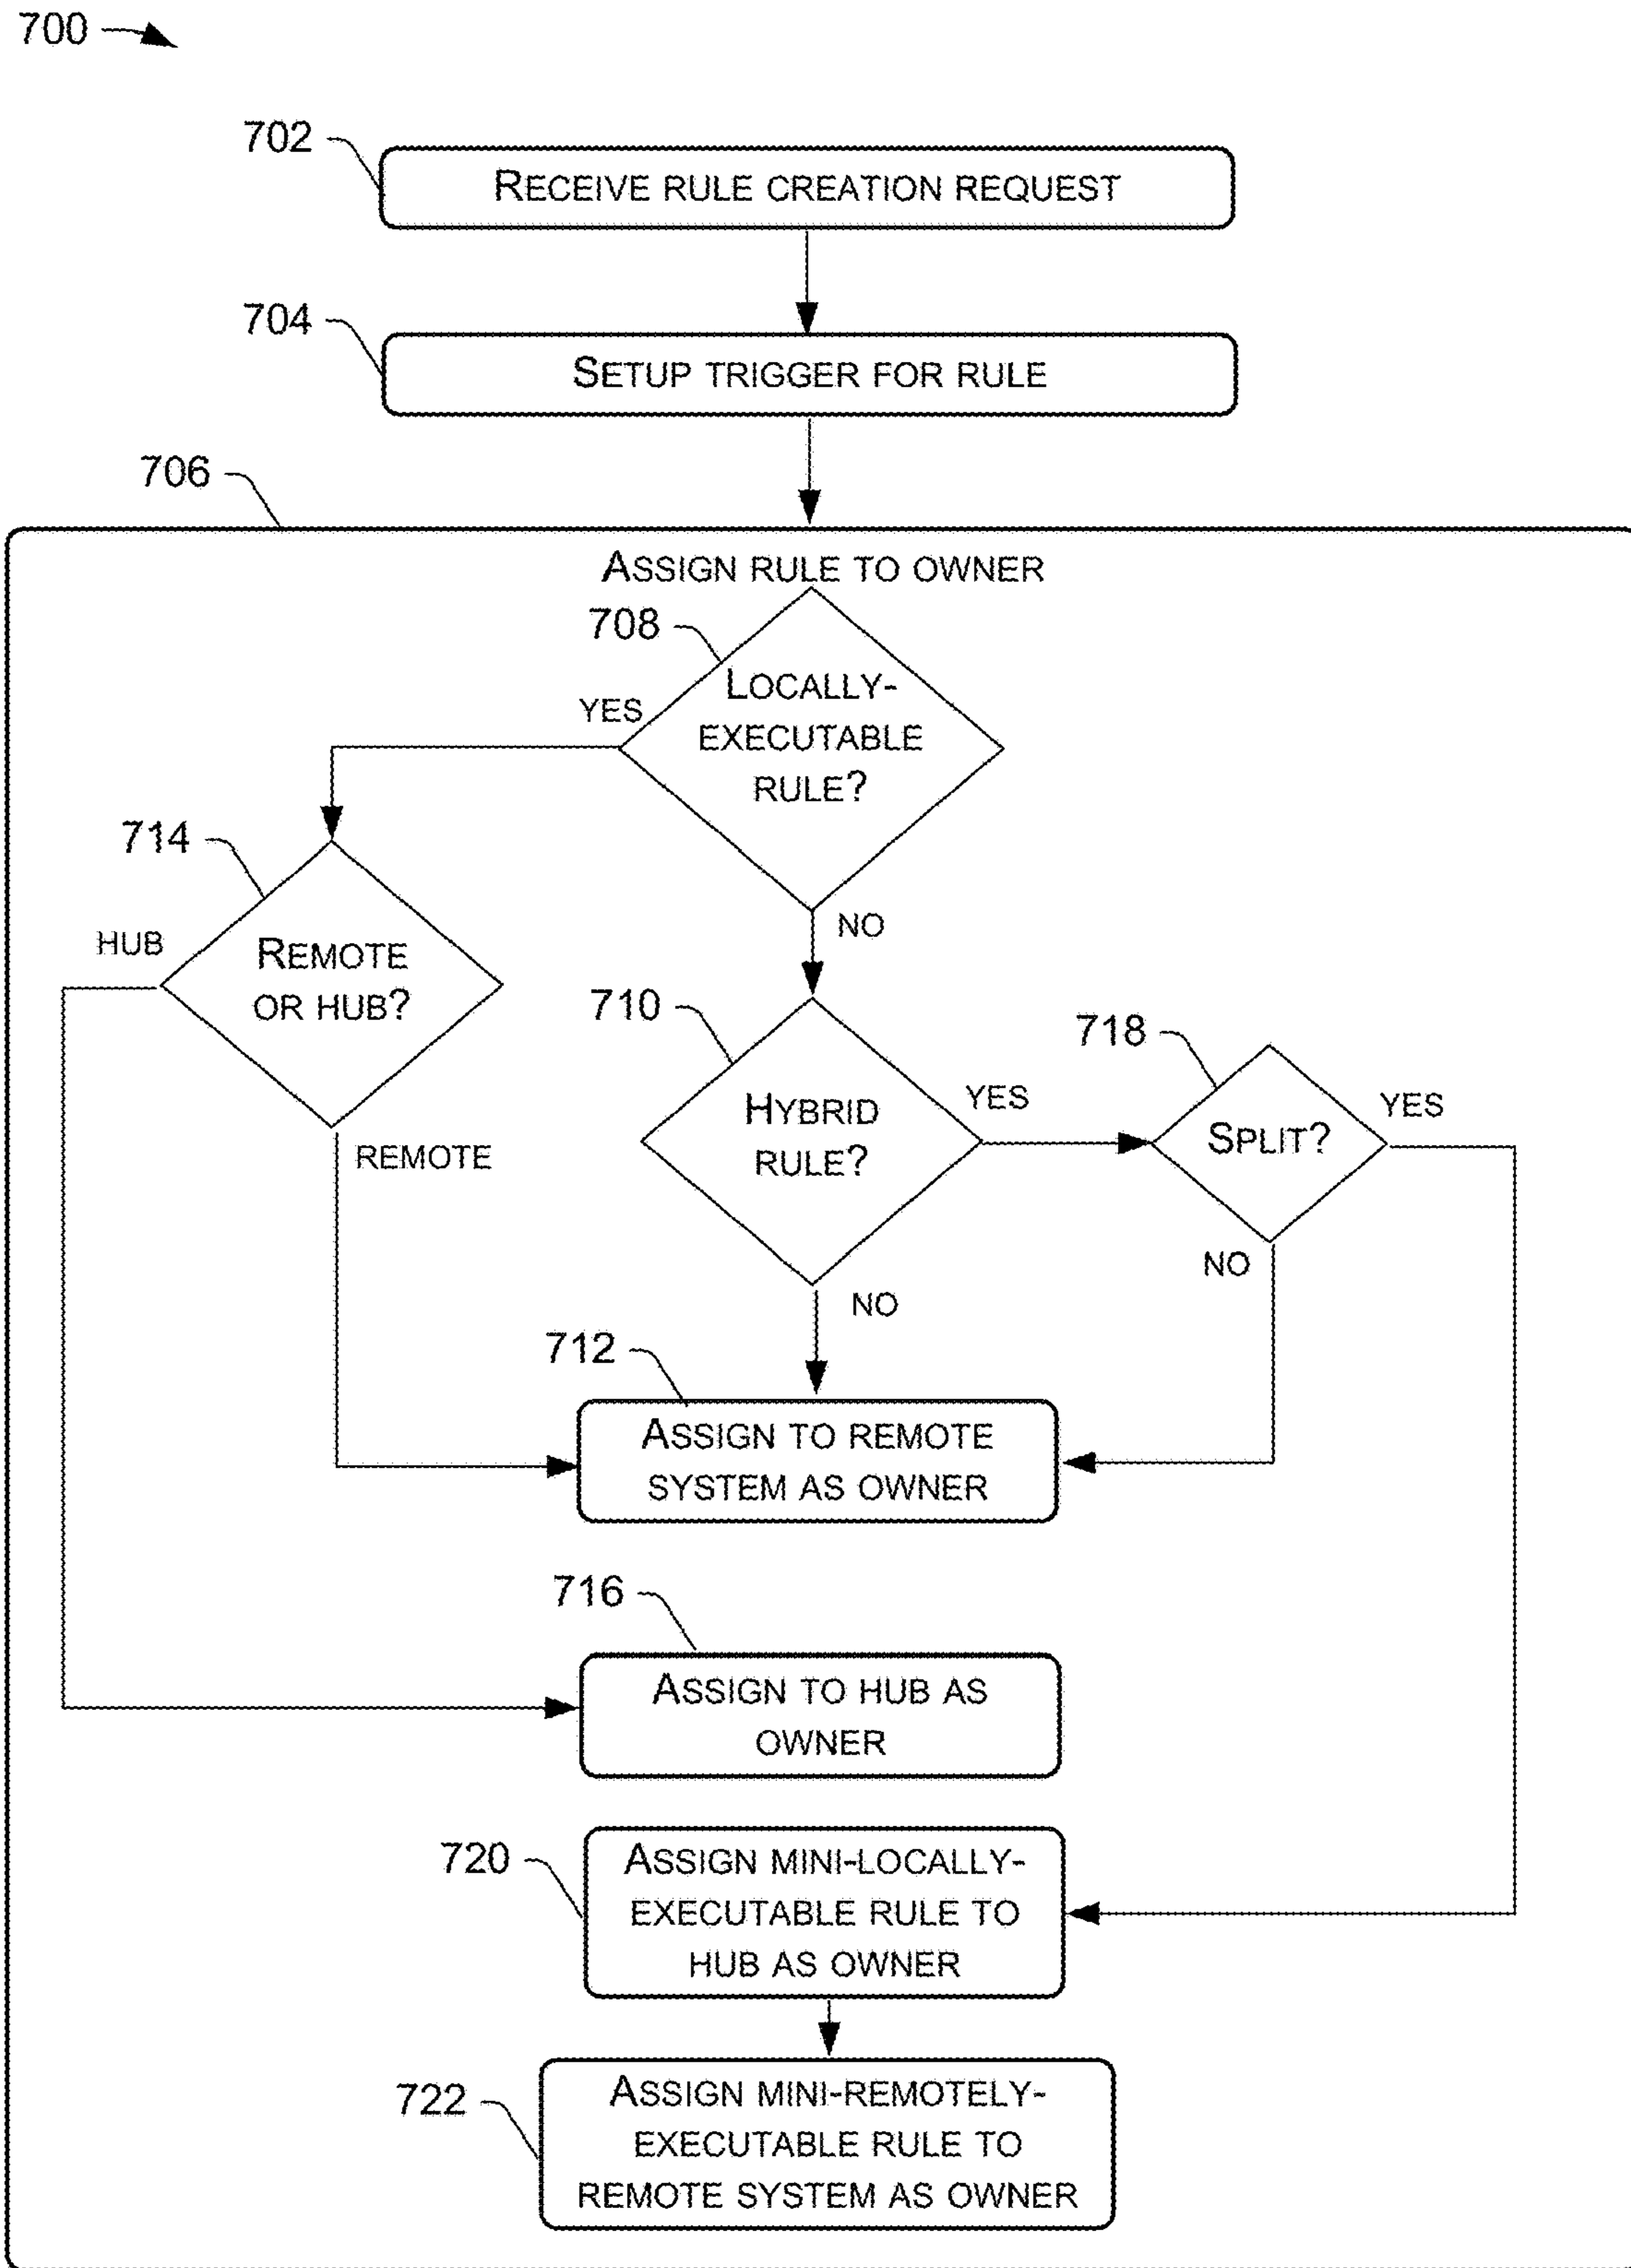 700
702
RECEIVE RULE CREATION REQUEST
704
SETUP TRIGGER FOR RULE
706
ASSIGN RULE TO OWNER
708
LOCALLY-
EXECUTABLE
RULE?
YES
NO
714
REMOTE
OR HUB?
HUB
REMOTE
710
HYBRID
RULE?
YES
NO
718
SPLIT?
YES
NO
712
ASSIGN TO REMOTE
SYSTEM AS OWNER
716
ASSIGN TO HUB AS
OWNER
720
ASSIGN MINI-LOCALLY-
EXECUTABLE RULE TO
HUB AS OWNER
722
ASSIGN MINI-REMOTELY-
EXECUTABLE RULE TO
REMOTE SYSTEM AS OWNER